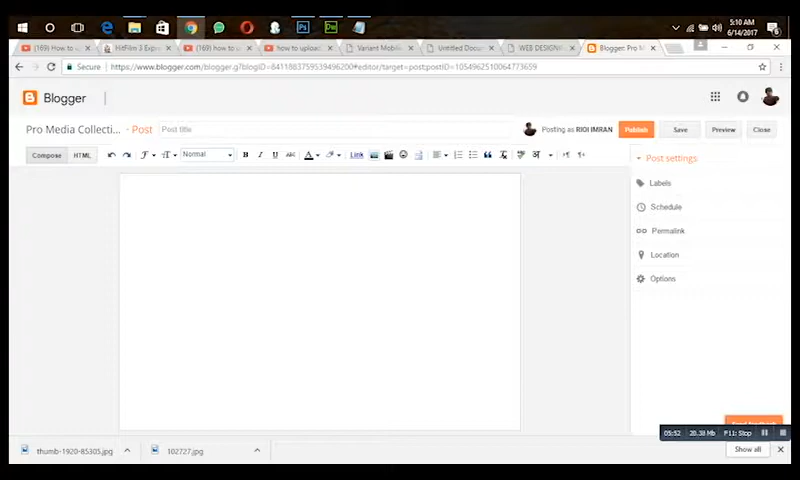 5:10 AM
6/14/2017
(169) How to u
HitFilm 3 Expre
(169) how to u
how to upload
Variant Mobil
Untitled Docu
WEB DESIGN
Blogger: Pro M
Secure https://www.blogger.com/blogger.g?blogID=8411883759539496200#editor/target=post;postID=1054962510064773659
Blogger
Pro Media Collecti... · Post Post title Posting as RIOI IMRAN Publish Save Preview Close
Compose HTML Normal B I U ABC A Link
Post settings
Labels
Schedule
Permalink
Location
Options
05:52 28.38 Mb F11: Stop
thumb-1920-85305.jpg 102727.jpg Show all